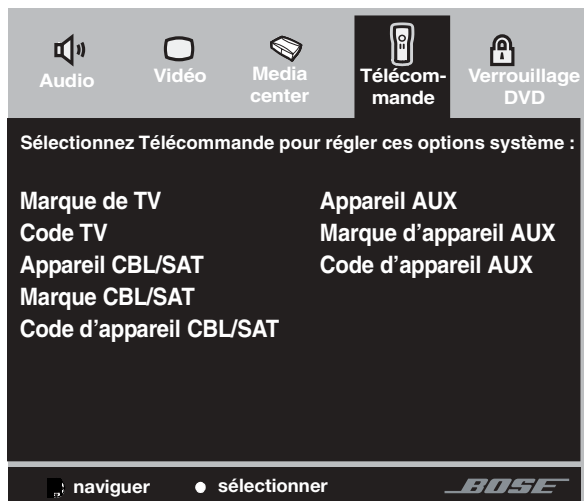 Audio
Vidéo
Media
center
Télécom-
mande
Verrouillage
DVD
Sélectionnez Télécommande pour régler ces options système :
Marque de TV
Code TV
Appareil CBL/SAT
Marque CBL/SAT
Code d'appareil CBL/SAT
Appareil AUX
Marque d'appareil AUX
Code d'appareil AUX
naviguer
sélectionner
BOSE